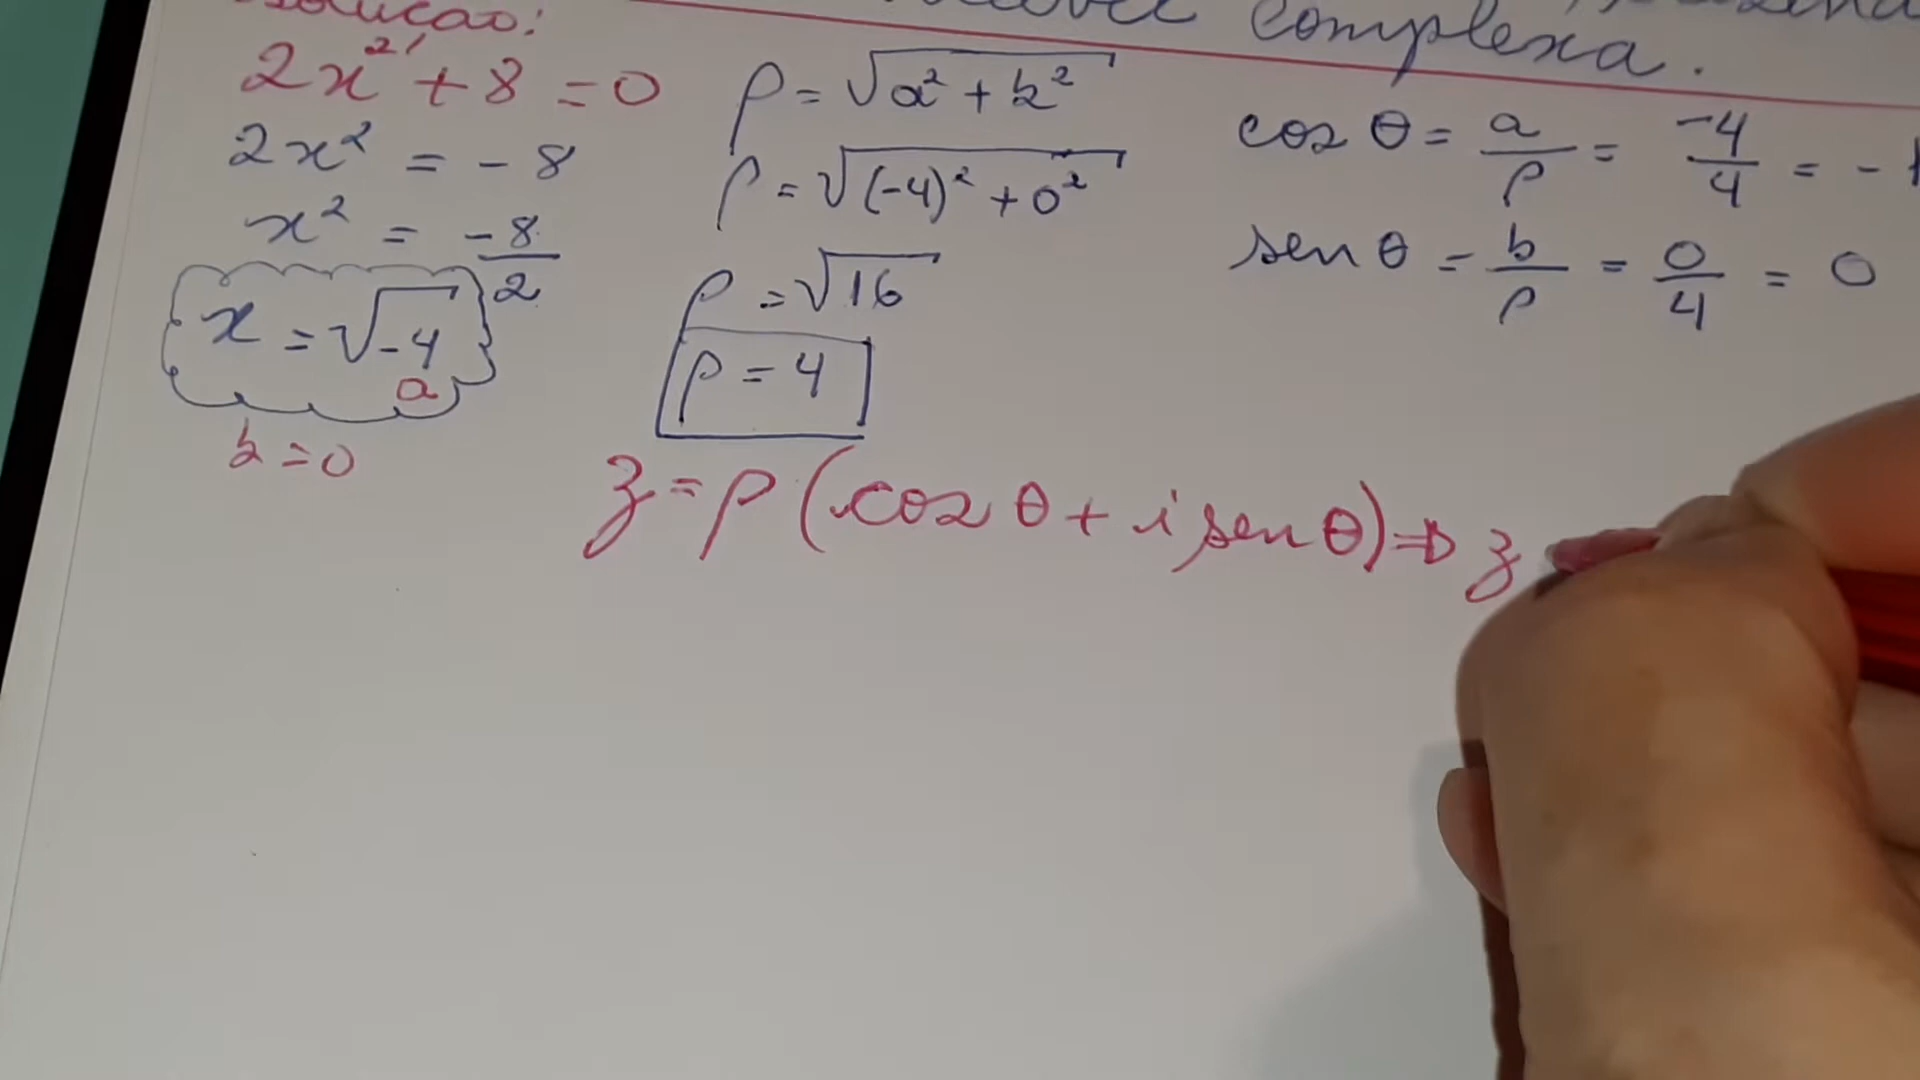 complexa.
2x² + 8 = 0
2x² = - 8
x² = -8/2
x = √-4
a
b = 0
ρ = √a² + b²
ρ = √(-4)² + 0²
ρ = √16
ρ = 4
cos θ = a/ρ = -4/4 = - 1
sen θ = b/ρ = 0/4 = 0
z = ρ (cos θ + i sen θ) ⇒ z